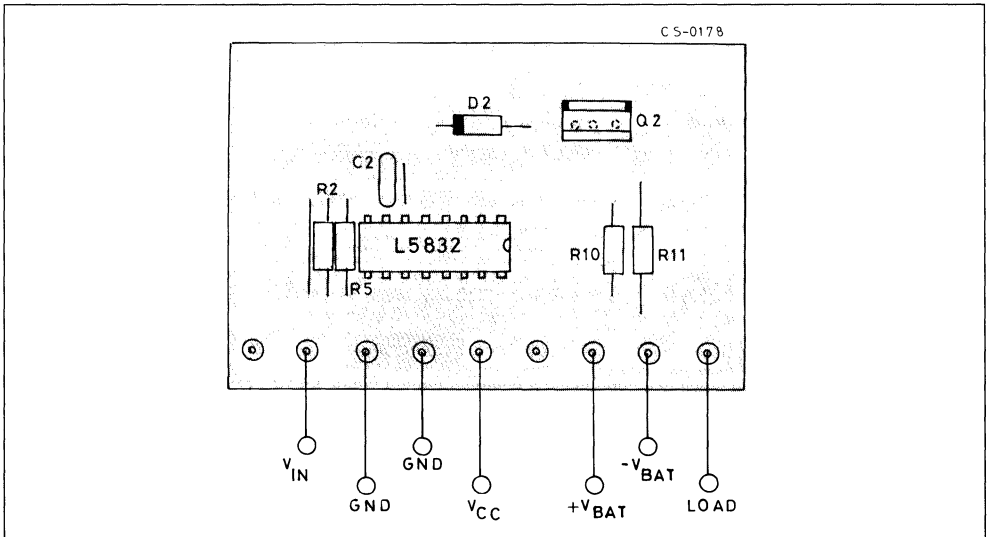 CS-0178
D2
Q2
C2
R2
L5832
R10
R11
R5
VIN
GND
GND
VCC
+VBAT
-VBAT
LOAD